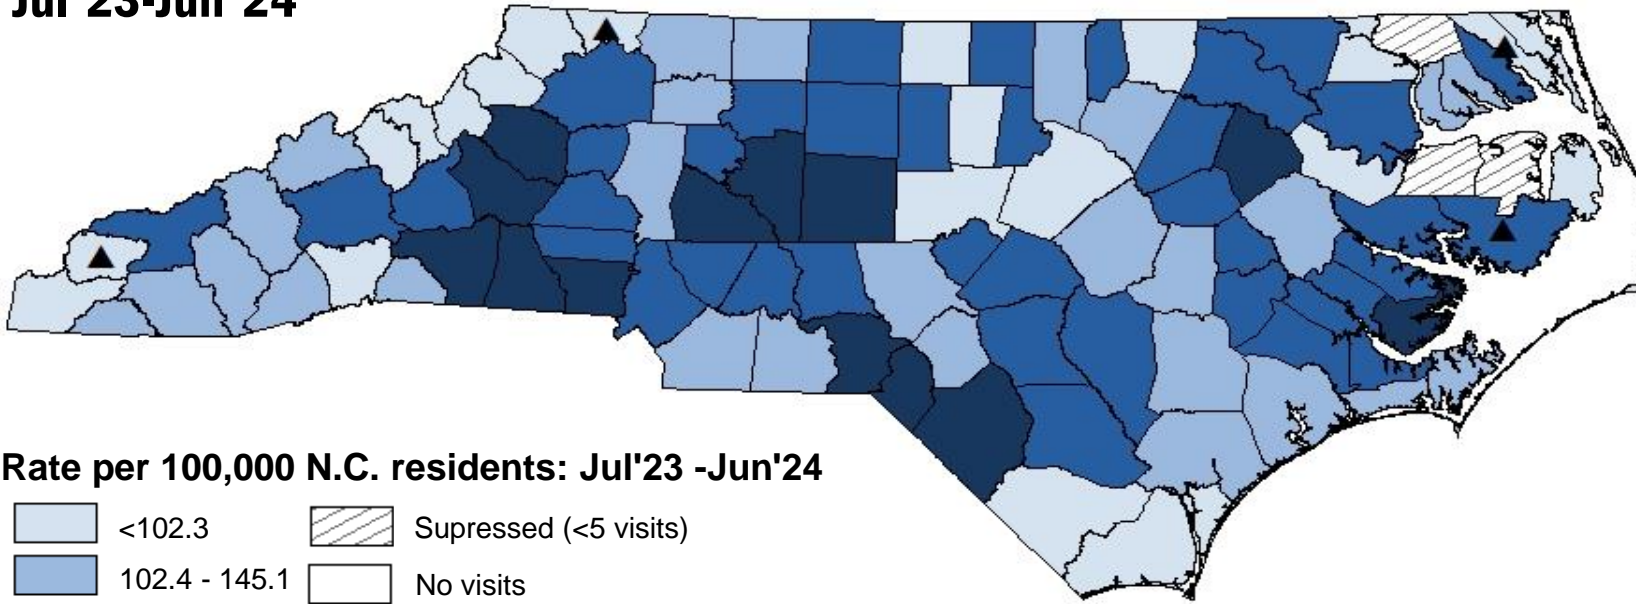 Jul'23-Jun'24
Rate per 100,000 N.C. residents: Jul'23 -Jun'24
<102.3
Supressed (<5 visits)
102.4 - 145.1
No visits